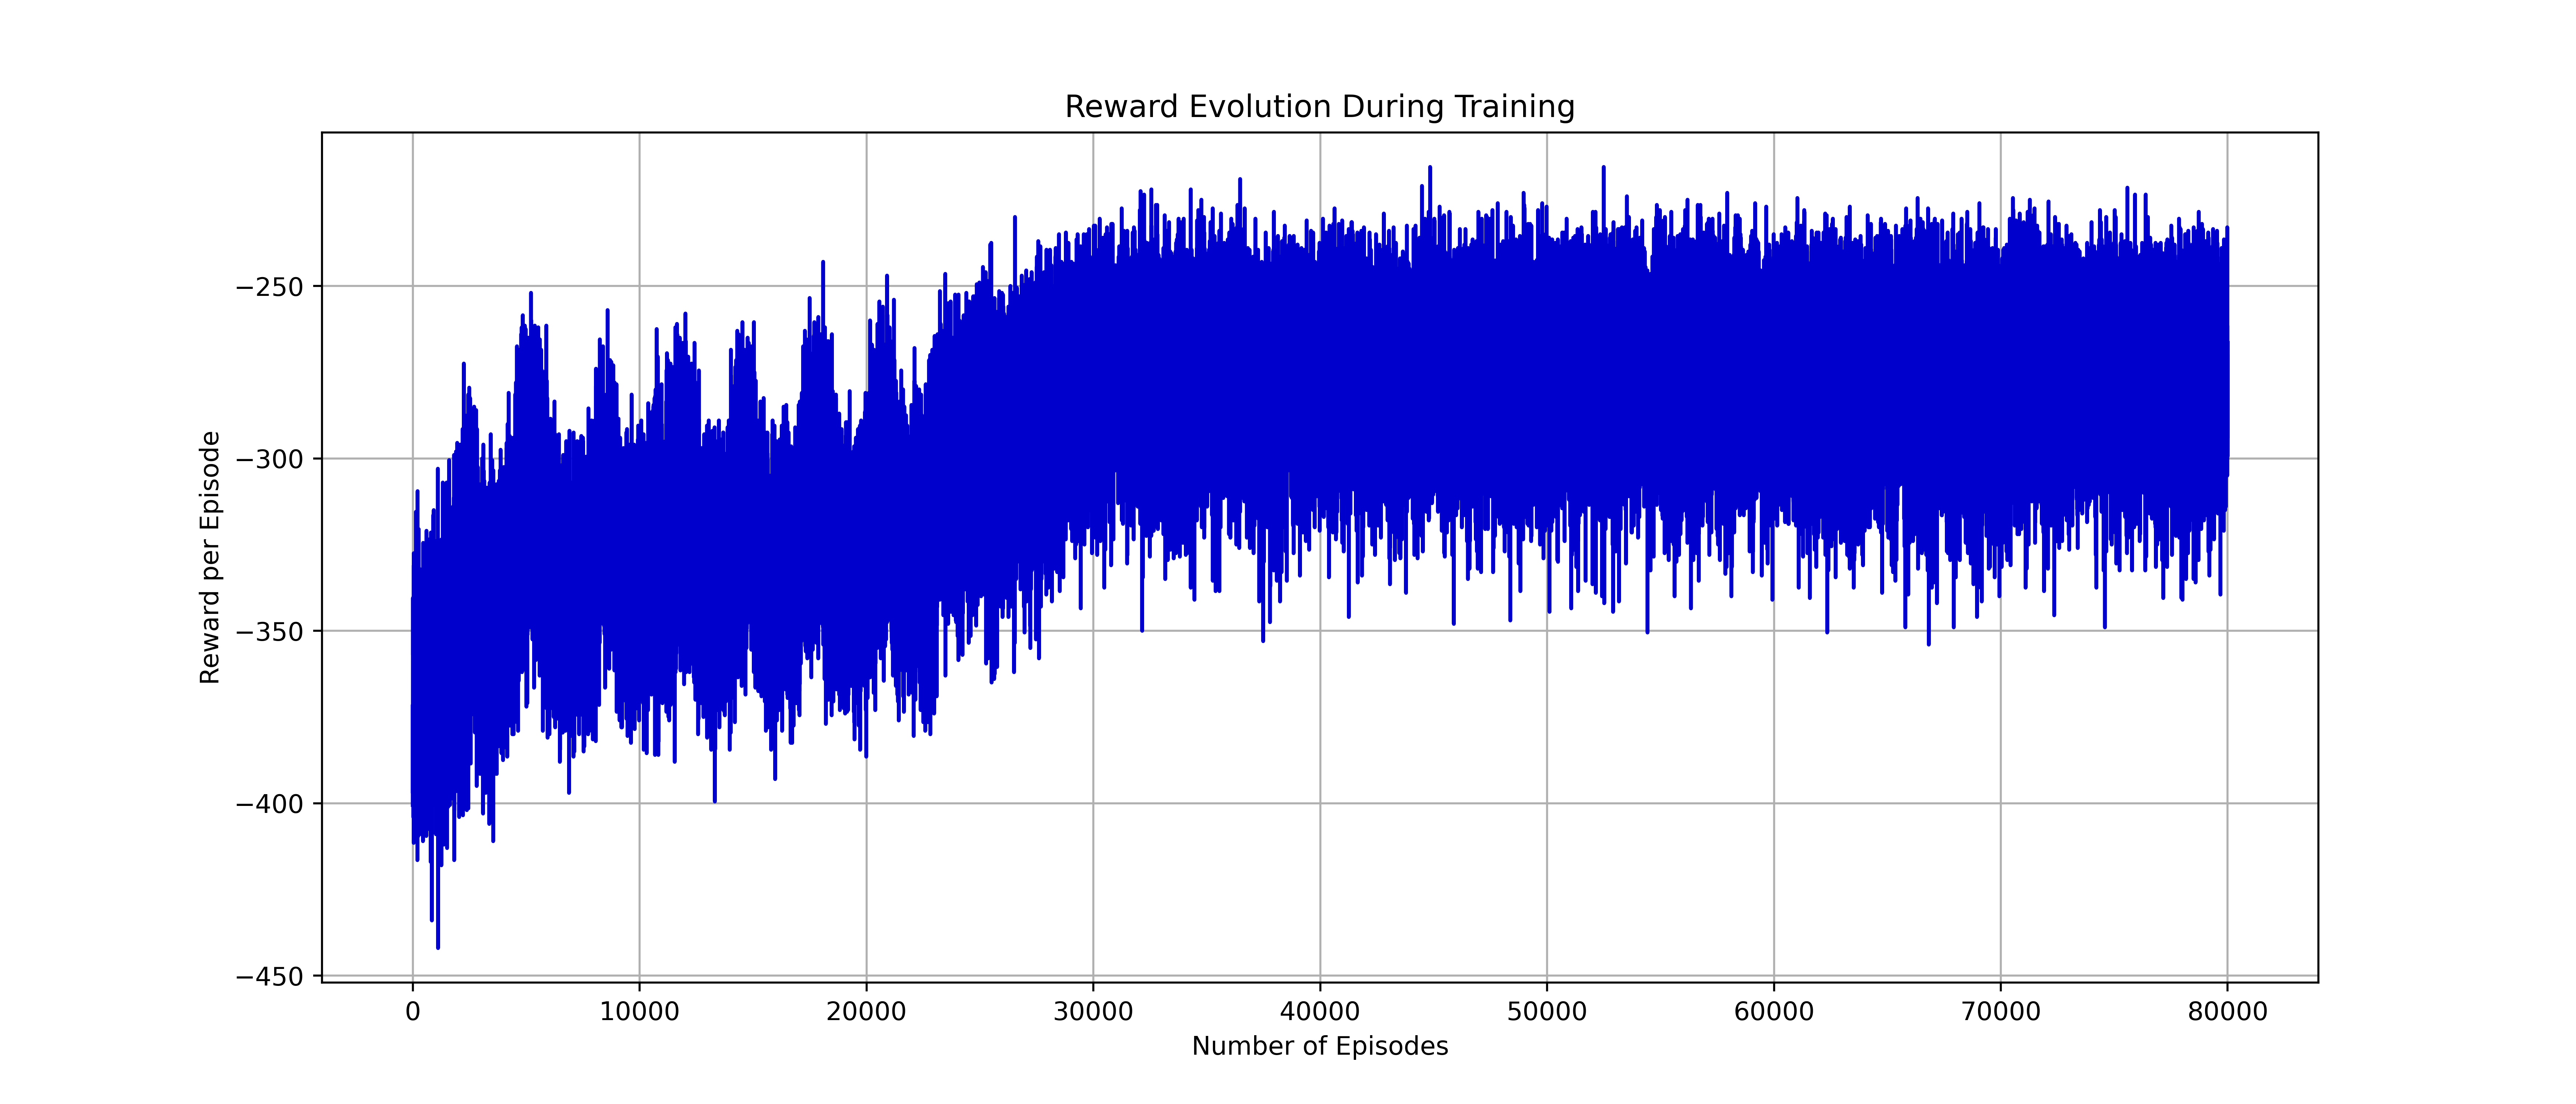 Reward Evolution During Training
Reward per Episode
−250
−300
−350
−400
−450
0 10000 20000 30000 40000 50000 60000 70000 80000
Number of Episodes